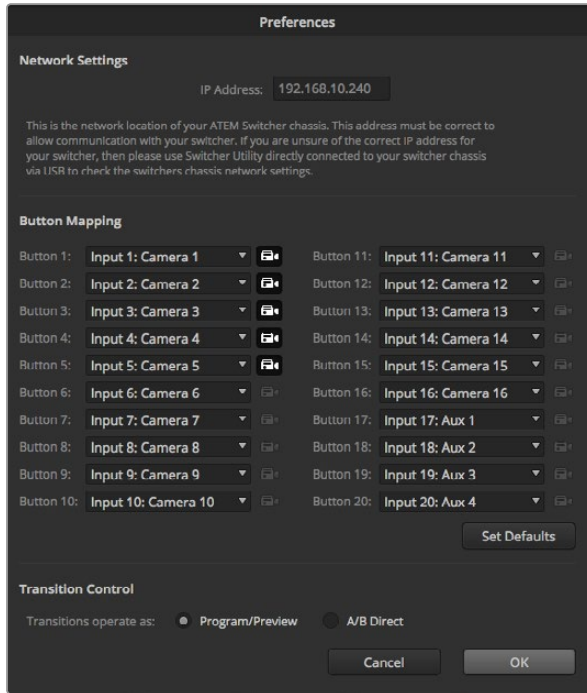 Preferences
Network Settings
IP Address: 192.168.10.240
This is the network location of your ATEM Switcher chassis. This address must be correct to
allow communication with your switcher. If you are unsure of the correct IP address for
your switcher, then please use Switcher Utility directly connected to your switcher chassis
via USB to check the switchers chassis network settings.
Button Mapping
Button 1: Input 1: Camera 1 Button 11: Input 11: Camera 11
Button 2: Input 2: Camera 2 Button 12: Input 12: Camera 12
Button 3: Input 3: Camera 3 Button 13: Input 13: Camera 13
Button 4: Input 4: Camera 4 Button 14: Input 14: Camera 14
Button 5: Input 5: Camera 5 Button 15: Input 15: Camera 15
Button 6: Input 6: Camera 6 Button 16: Input 16: Camera 16
Button 7: Input 7: Camera 7 Button 17: Input 17: Aux 1
Button 8: Input 8: Camera 8 Button 18: Input 18: Aux 2
Button 9: Input 9: Camera 9 Button 19: Input 19: Aux 3
Button 10: Input 10: Camera 10 Button 20: Input 20: Aux 4
Set Defaults
Transition Control
Transitions operate as: Program/Preview A/B Direct
Cancel OK